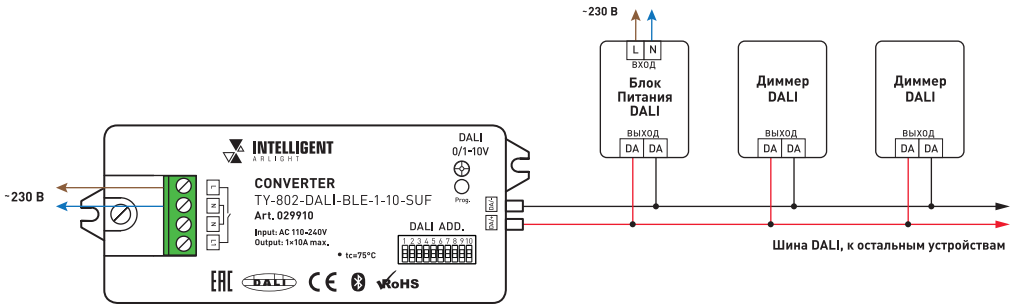 ~230 В
L N
ВХОД
Блок
Питания
DALI
ВЫХОД
DA DA
Диммер
DALI
ВЫХОД
DA DA
Диммер
DALI
ВЫХОД
DA DA
~230 В
L
N
N
L'
INTELLIGENT
ARLIGHT
CONVERTER
TY-802-DALI-BLE-1-10-SUF
Art. 029910
Input: AC 110-240V
Output: 1×10A max.
• tc=75°C
EAC DALI CE RoHS
DALI
0/1-10V
Prog.
DALI ADD.
1 2 3 4 5 6 7 8 9 10
Шина DALI, к остальным устройствам